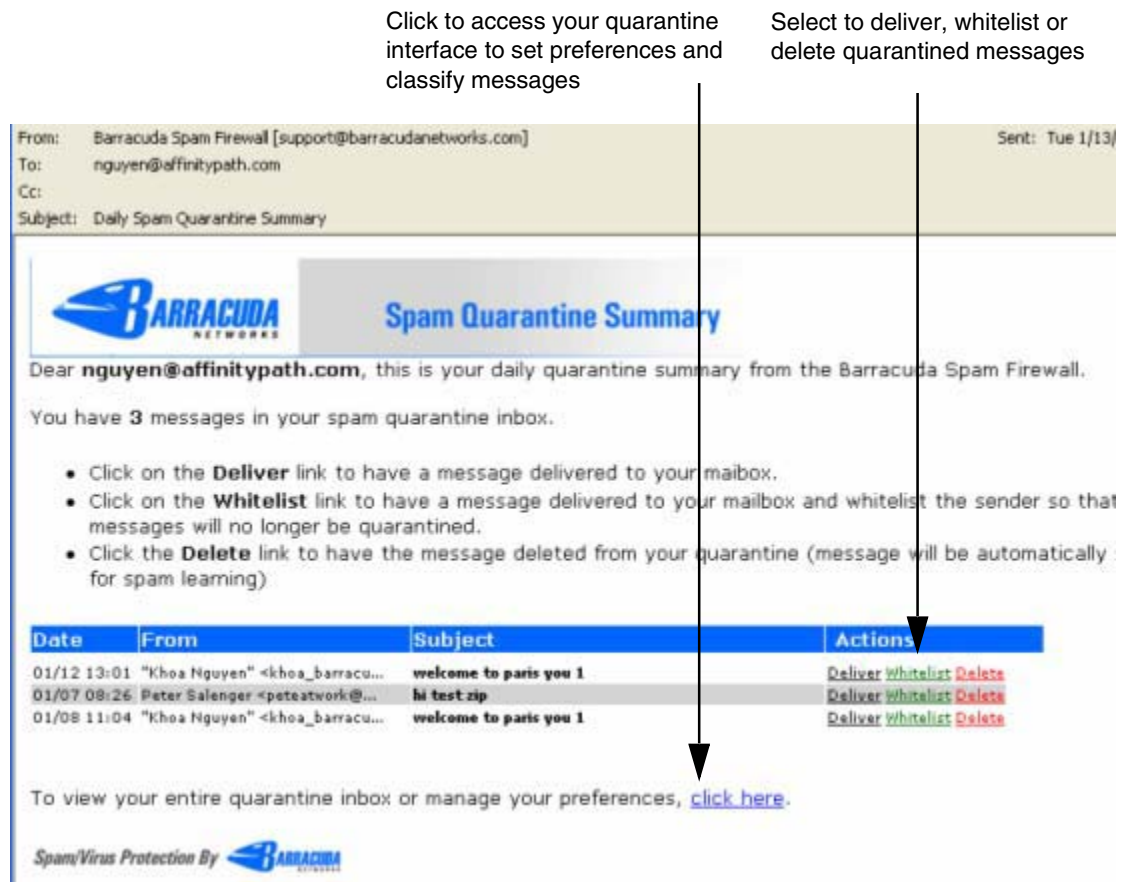 Click to access your quarantine
interface to set preferences and
classify messages
Select to deliver, whitelist or
delete quarantined messages
From: Barracuda Spam Firewall [support@barracudanetworks.com] Sent: Tue 1/13/
To: nguyen@affinitypath.com
Cc:
Subject: Daily Spam Quarantine Summary
BARRACUDA
NETWORKS
Spam Quarantine Summary
Dear nguyen@affinitypath.com, this is your daily quarantine summary from the Barracuda Spam Firewall.
You have 3 messages in your spam quarantine inbox.
• Click on the Deliver link to have a message delivered to your maibox.
• Click on the Whitelist link to have a message delivered to your mailbox and whitelist the sender so that
messages will no longer be quarantined.
• Click the Delete link to have the message deleted from your quarantine (message will be automatically
for spam learning)
Date From Subject Actions
01/12 13:01 "Khoa Nguyen" <khoa_barracu... welcome to paris you 1 Deliver Whitelist Delete
01/07 08:26 Peter Salenger <peteatwork@... hi test zip Deliver Whitelist Delete
01/08 11:04 "Khoa Nguyen" <khoa_barracu... welcome to paris you 1 Deliver Whitelist Delete
To view your entire quarantine inbox or manage your preferences, click here.
Spam/Virus Protection By BARRACUDA
NETWORKS